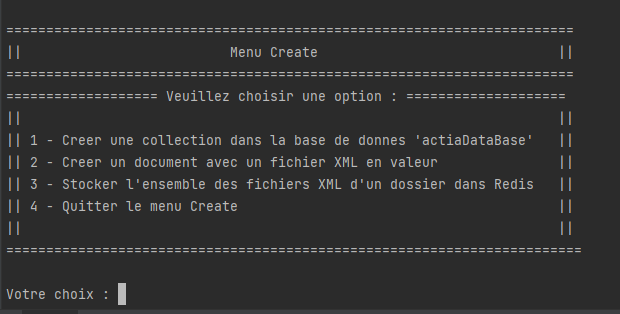 =======================================================================
||                          Menu Create                              ||
=======================================================================
=================== Veuillez choisir une option : ====================
||                                                                   ||
|| 1 - Creer une collection dans la base de donnes 'actiaDataBase'   ||
|| 2 - Creer un document avec un fichier XML en valeur               ||
|| 3 - Stocker l'ensemble des fichiers XML d'un dossier dans Redis   ||
|| 4 - Quitter le menu Create                                        ||
||                                                                   ||
========================================================================
Votre choix :